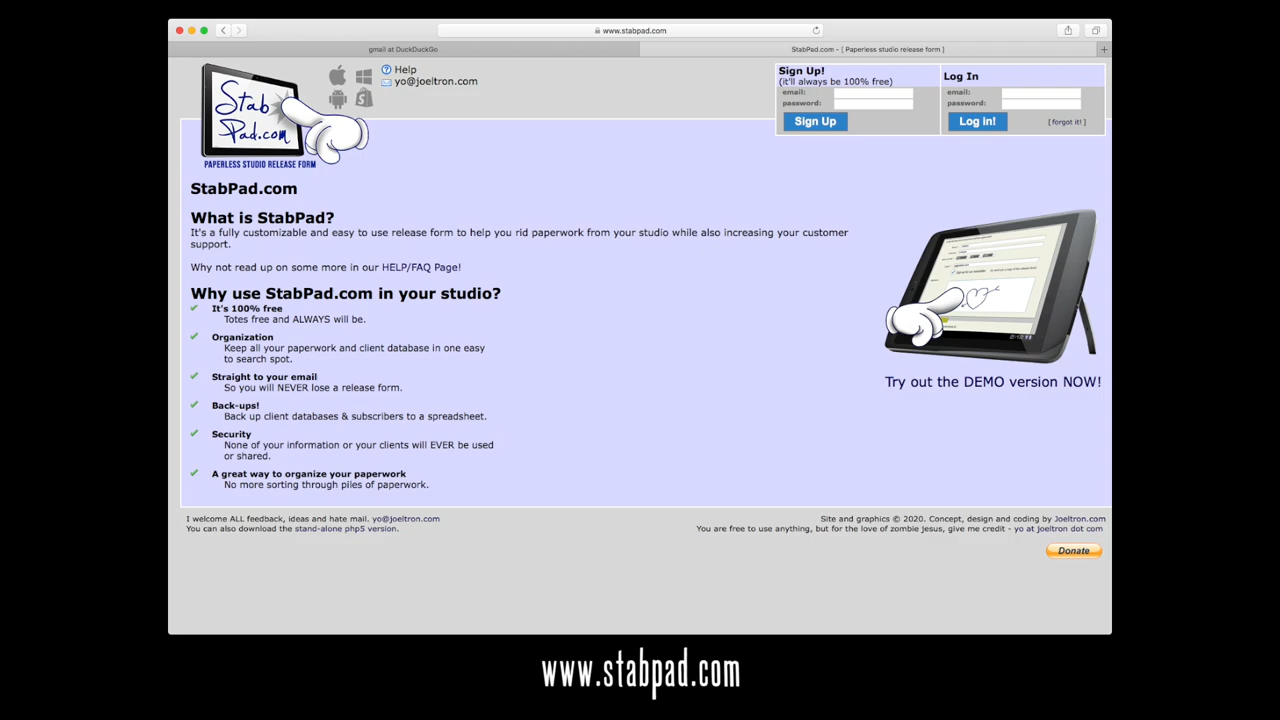 www.stabpad.com
gmail at DuckDuckGo
StabPad.com - [ Paperless studio release form ]
Stab
Pad.com
PAPERLESS STUDIO RELEASE FORM
Help
yo@joeltron.com
Sign Up!
(it'll always be 100% free)
email:
password:
Sign Up
Log In
email:
password:
Log in!
[ forgot it! ]
StabPad.com
What is StabPad?
It's a fully customizable and easy to use release form to help you rid paperwork from your studio while also increasing your customer
support.
Why not read up on some more in our HELP/FAQ Page!
Why use StabPad.com in your studio?
It's 100% free
Totes free and ALWAYS will be.
Organization
Keep all your paperwork and client database in one easy
to search spot.
Straight to your email
So you will NEVER lose a release form.
Back-ups!
Back up client databases & subscribers to a spreadsheet.
Security
None of your information or your clients will EVER be used
or shared.
A great way to organize your paperwork
No more sorting through piles of paperwork.
Try out the DEMO version NOW!
I welcome ALL feedback, ideas and hate mail. yo@joeltron.com
You can also download the stand-alone php5 version.
Site and graphics © 2020. Concept, design and coding by Joeltron.com
You are free to use anything, but for the love of zombie jesus, give me credit - yo at joeltron dot com
Donate
www.stabpad.com